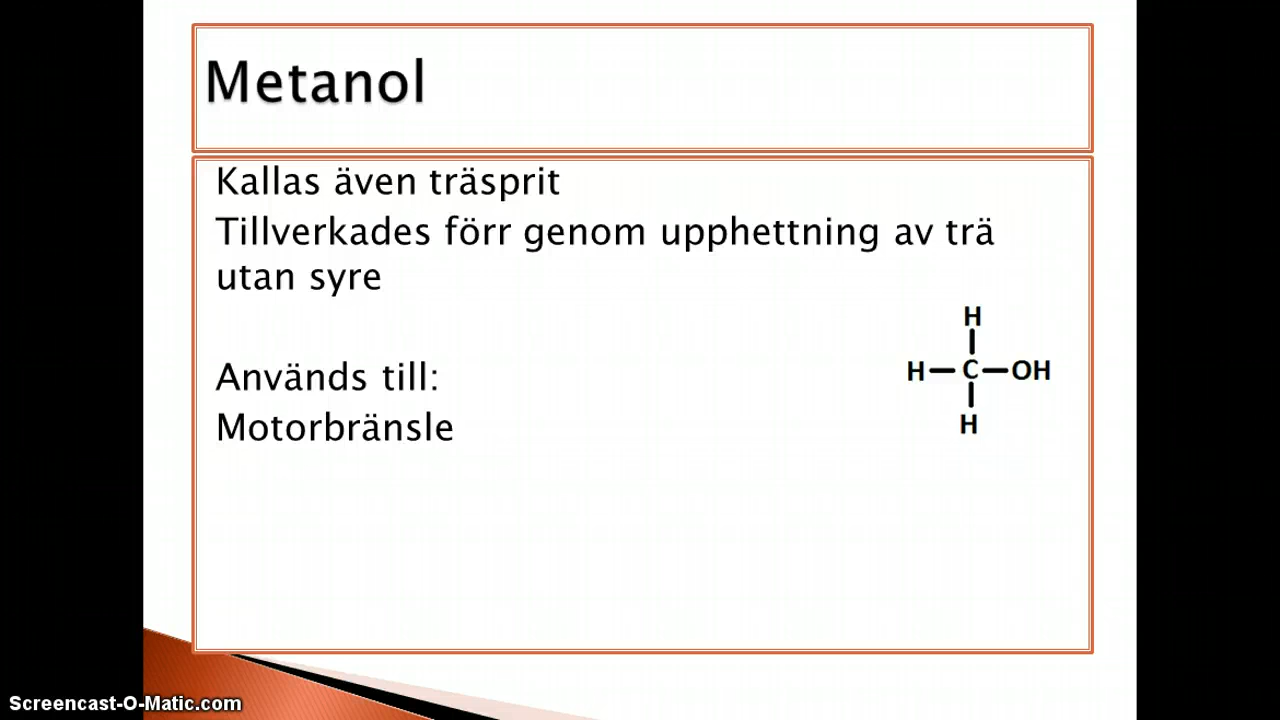 Metanol
Kallas även träsprit
Tillverkades förr genom upphettning av trä
utan syre
Används till:
Motorbränsle
H
H C OH
H
Screencast-O-Matic.com